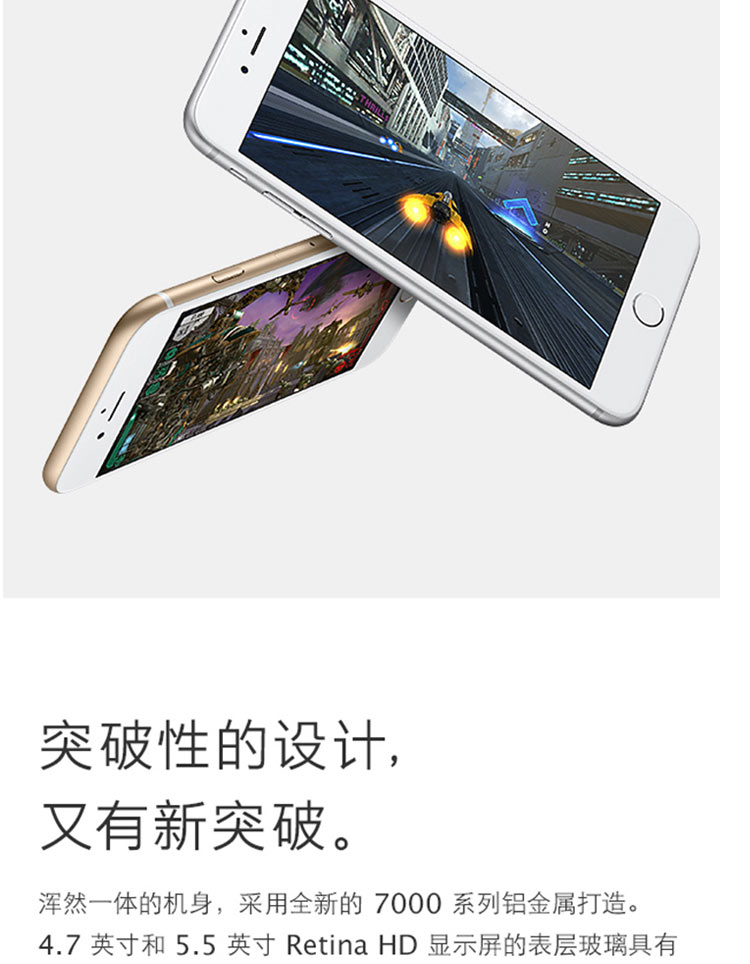 THRILL
突破性的设计,
又有新突破。
浑然一体的机身，采用全新的 7000 系列铝金属打造。
4.7 英寸和 5.5 英寸 Retina HD 显示屏的表层玻璃具有